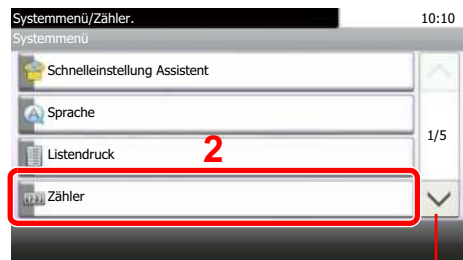 Systemmenü/Zähler. 10:10
Systemmenü
Schnelleinstellung Assistent
Sprache
1/5
Listendruck
2
Zähler